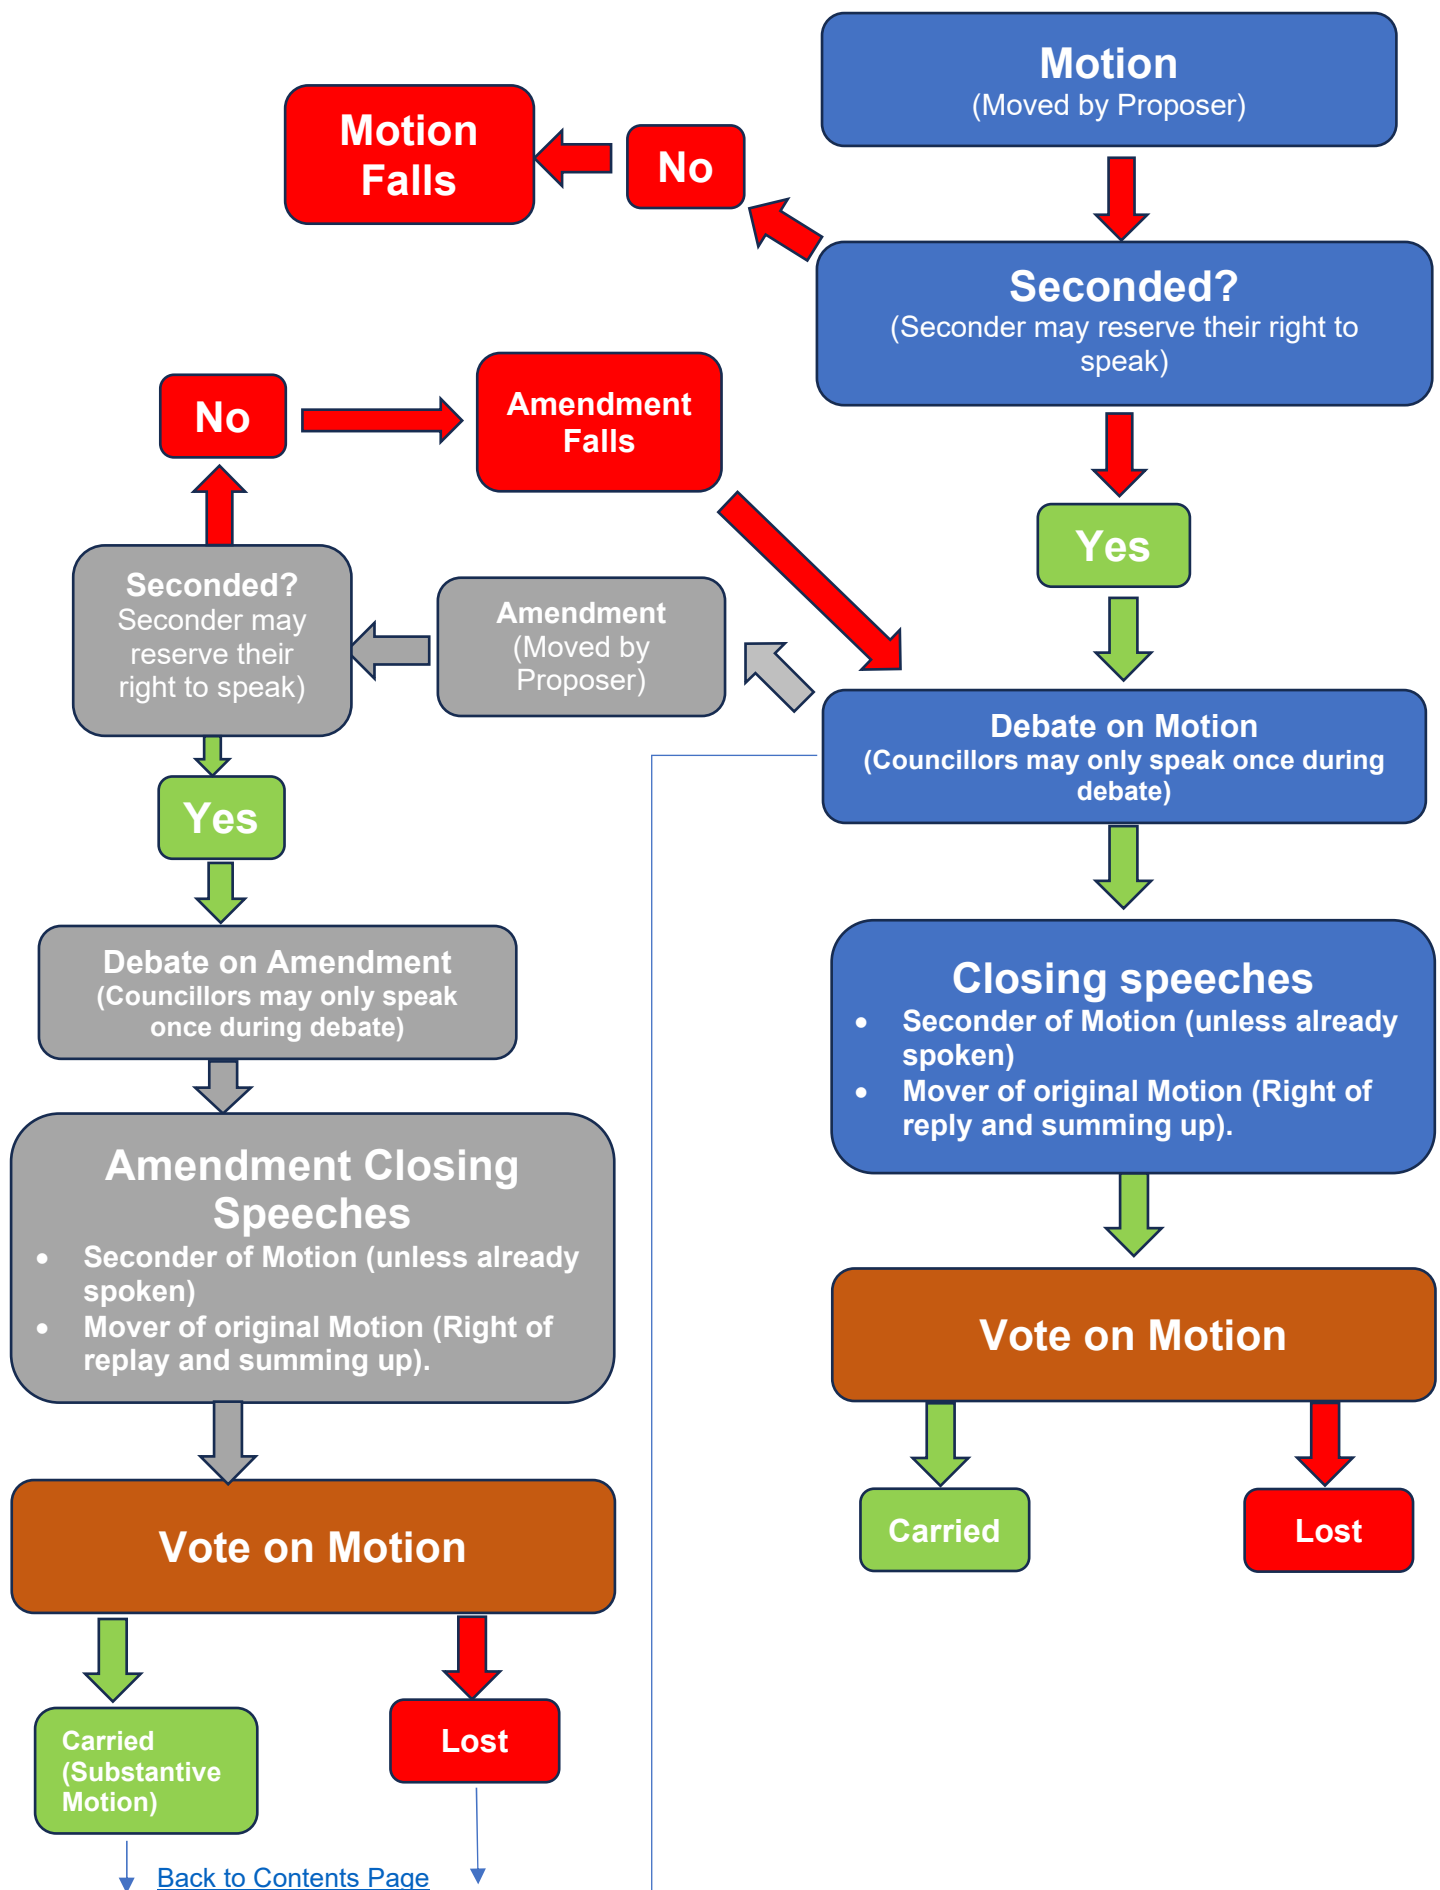 Motion
(Moved by Proposer)
Motion
Falls
No
Seconded?
(Seconder may reserve their right to
speak)
No
Amendment
Falls
Yes
Seconded?
Seconder may
reserve their
right to speak)
Amendment
(Moved by
Proposer)
Debate on Motion
(Councillors may only speak once during
debate)
Yes
Debate on Amendment
(Councillors may only speak
once during debate)
Closing speeches
• Seconder of Motion (unless already
spoken)
• Mover of original Motion (Right of
reply and summing up).
Amendment Closing
Speeches
• Seconder of Motion (unless already
spoken)
• Mover of original Motion (Right of
replay and summing up).
Vote on Motion
Carried
Lost
Vote on Motion
Carried
(Substantive
Motion)
Lost
Back to Contents Page